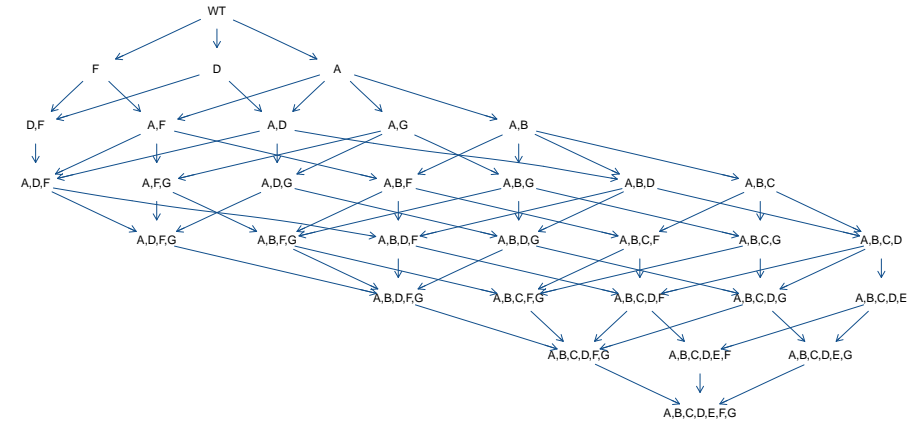 WT
F D A
D,F A,F A,D A,G A,B
A,D,F A,F,G A,D,G A,B,F A,B,G A,B,D A,B,C
A,D,F,G A,B,F,G A,B,D,F A,B,D,G A,B,C,F A,B,C,G A,B,C,D
A,B,D,F,G A,B,C,F,G A,B,C,D,F A,B,C,D,G A,B,C,D,E
A,B,C,D,F,G A,B,C,D,E,F A,B,C,D,E,G
A,B,C,D,E,F,G